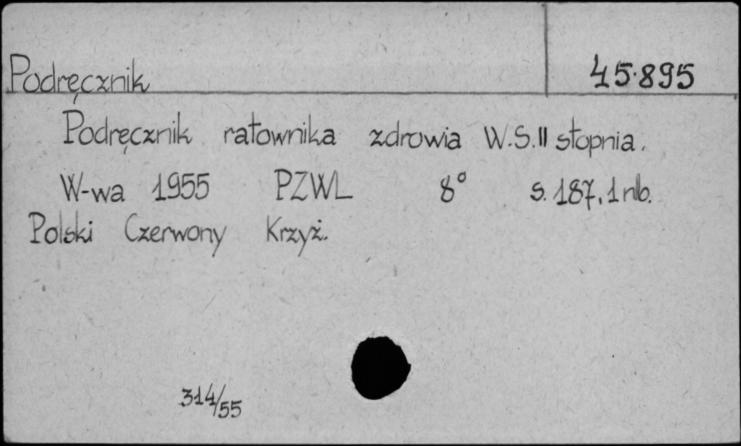 Podręcznik 45.895
Podręcznik ratownika zdrowia W.S.II stopnia.
W-wa 1955 PZWL 8° s. 187, 1 nlb.
Polski Czerwony Krzyż.
314/55